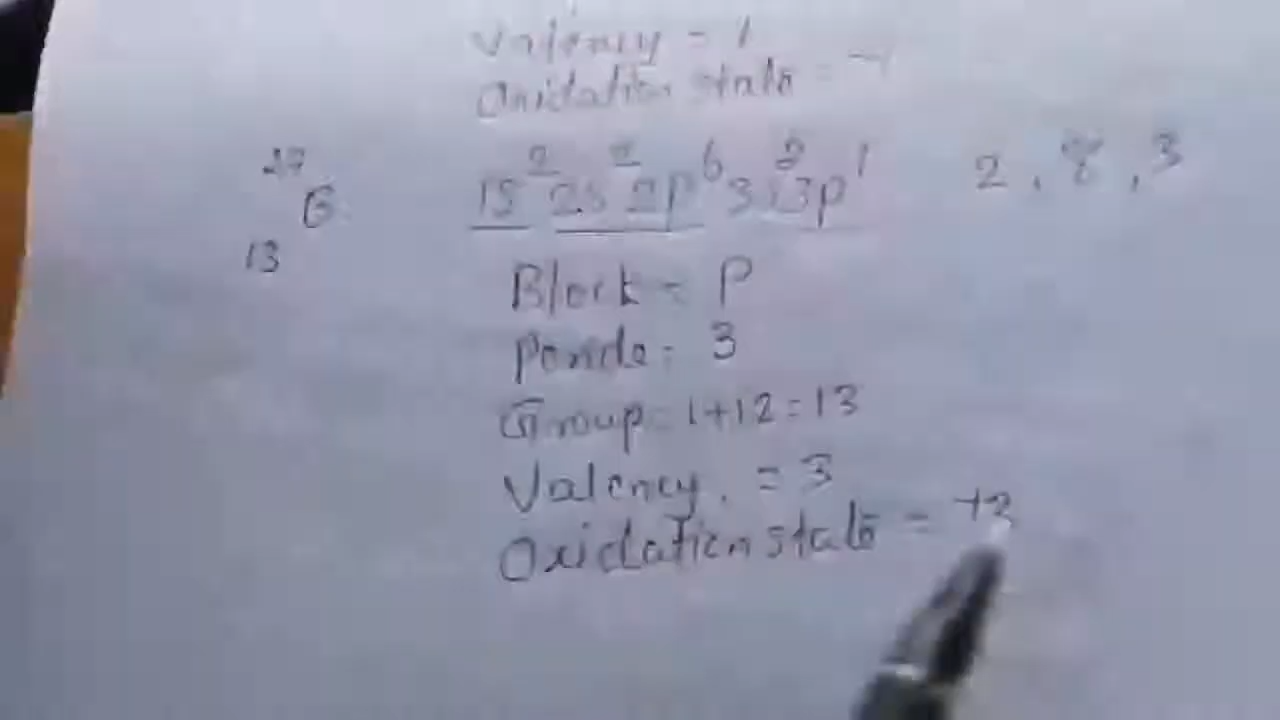 Valency = 1
Oxidation state = -1
27
G
13
1s² 2s² 2p⁶ 3s² 3p¹ 2, 8, 3
Block = P
Periode = 3
Group = 1+12=13
Valency = 3
Oxidation state = +3